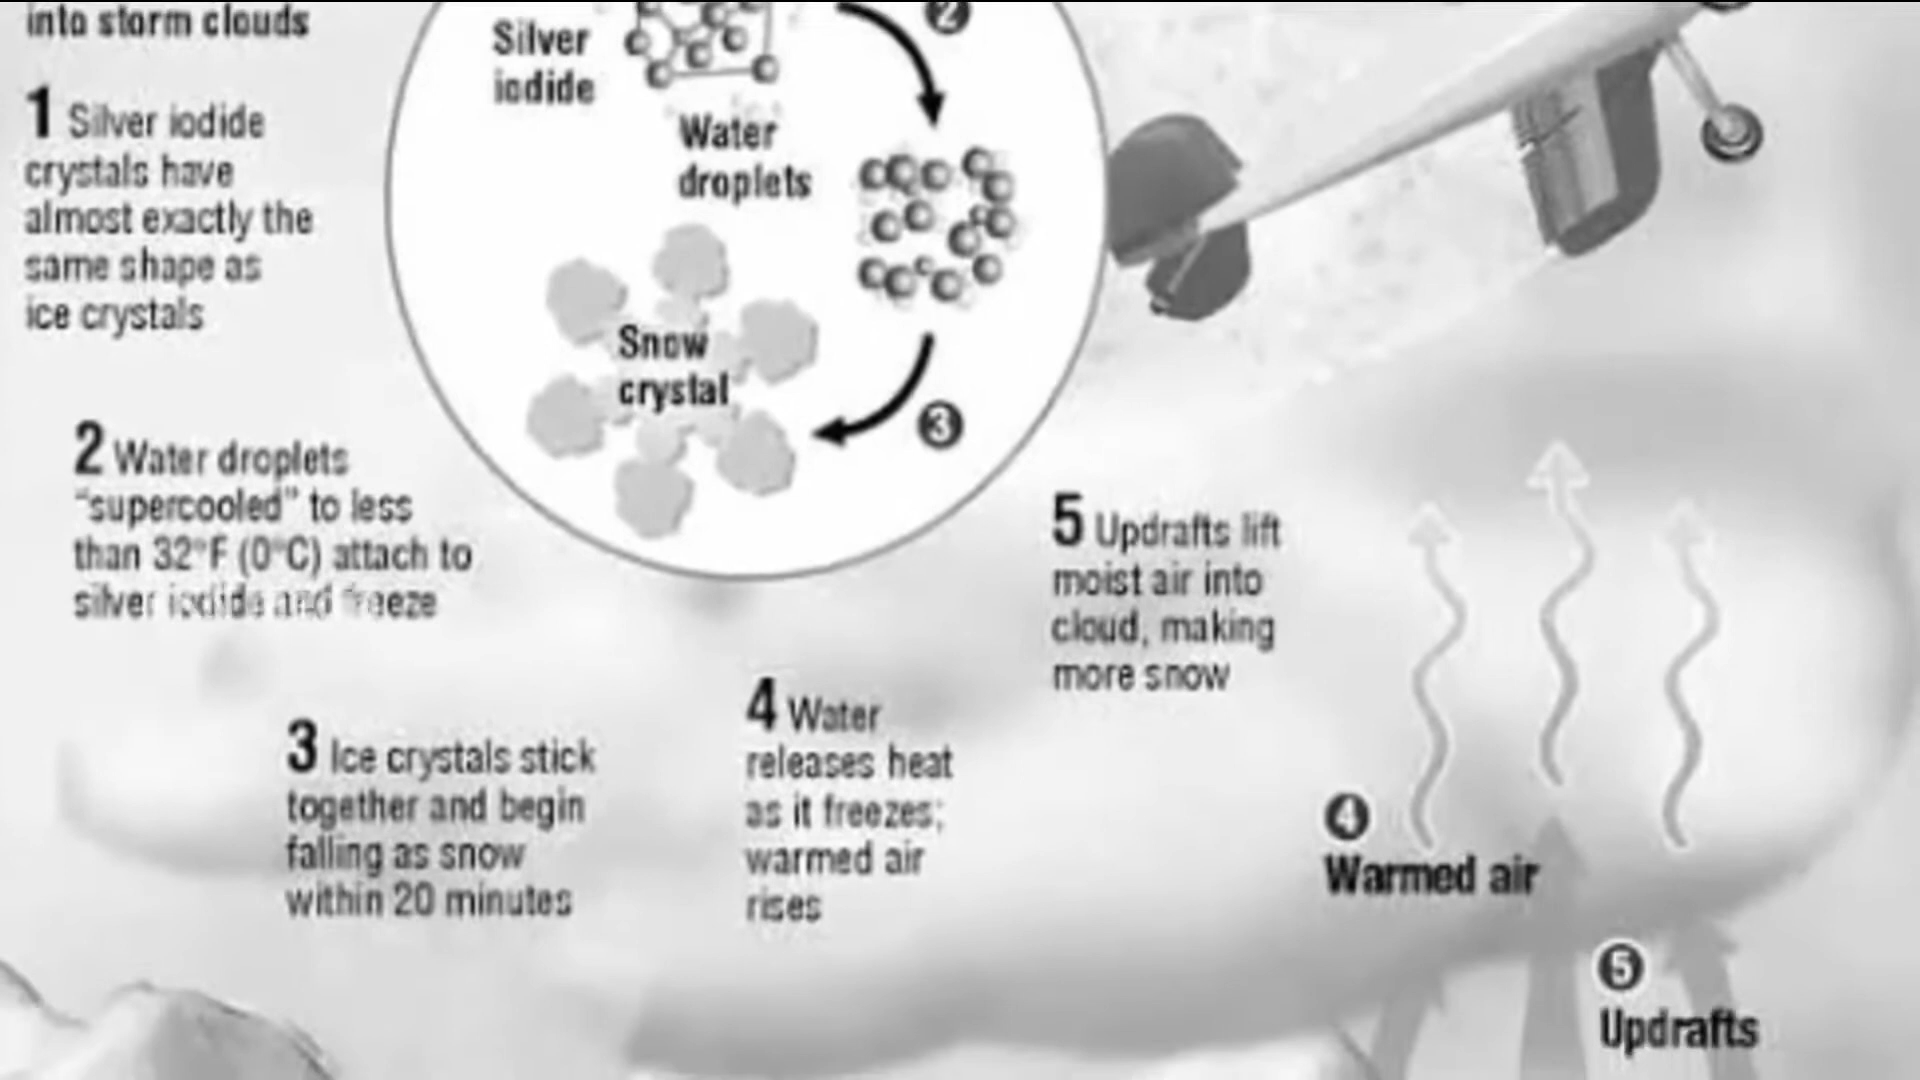 into storm clouds
1 Silver iodide
crystals have
almost exactly the
same shape as
ice crystals
2 Water droplets
“supercooled” to less
than 32°F (0°C) attach to
silver iodide and freeze
3 Ice crystals stick
together and begin
falling as snow
within 20 minutes
4 Water
releases heat
as it freezes;
warmed air
rises
5 Updrafts lift
moist air into
cloud, making
more snow
Silver
iodide
2
Water
droplets
Snow
crystal
3
4
Warmed air
5
Updrafts